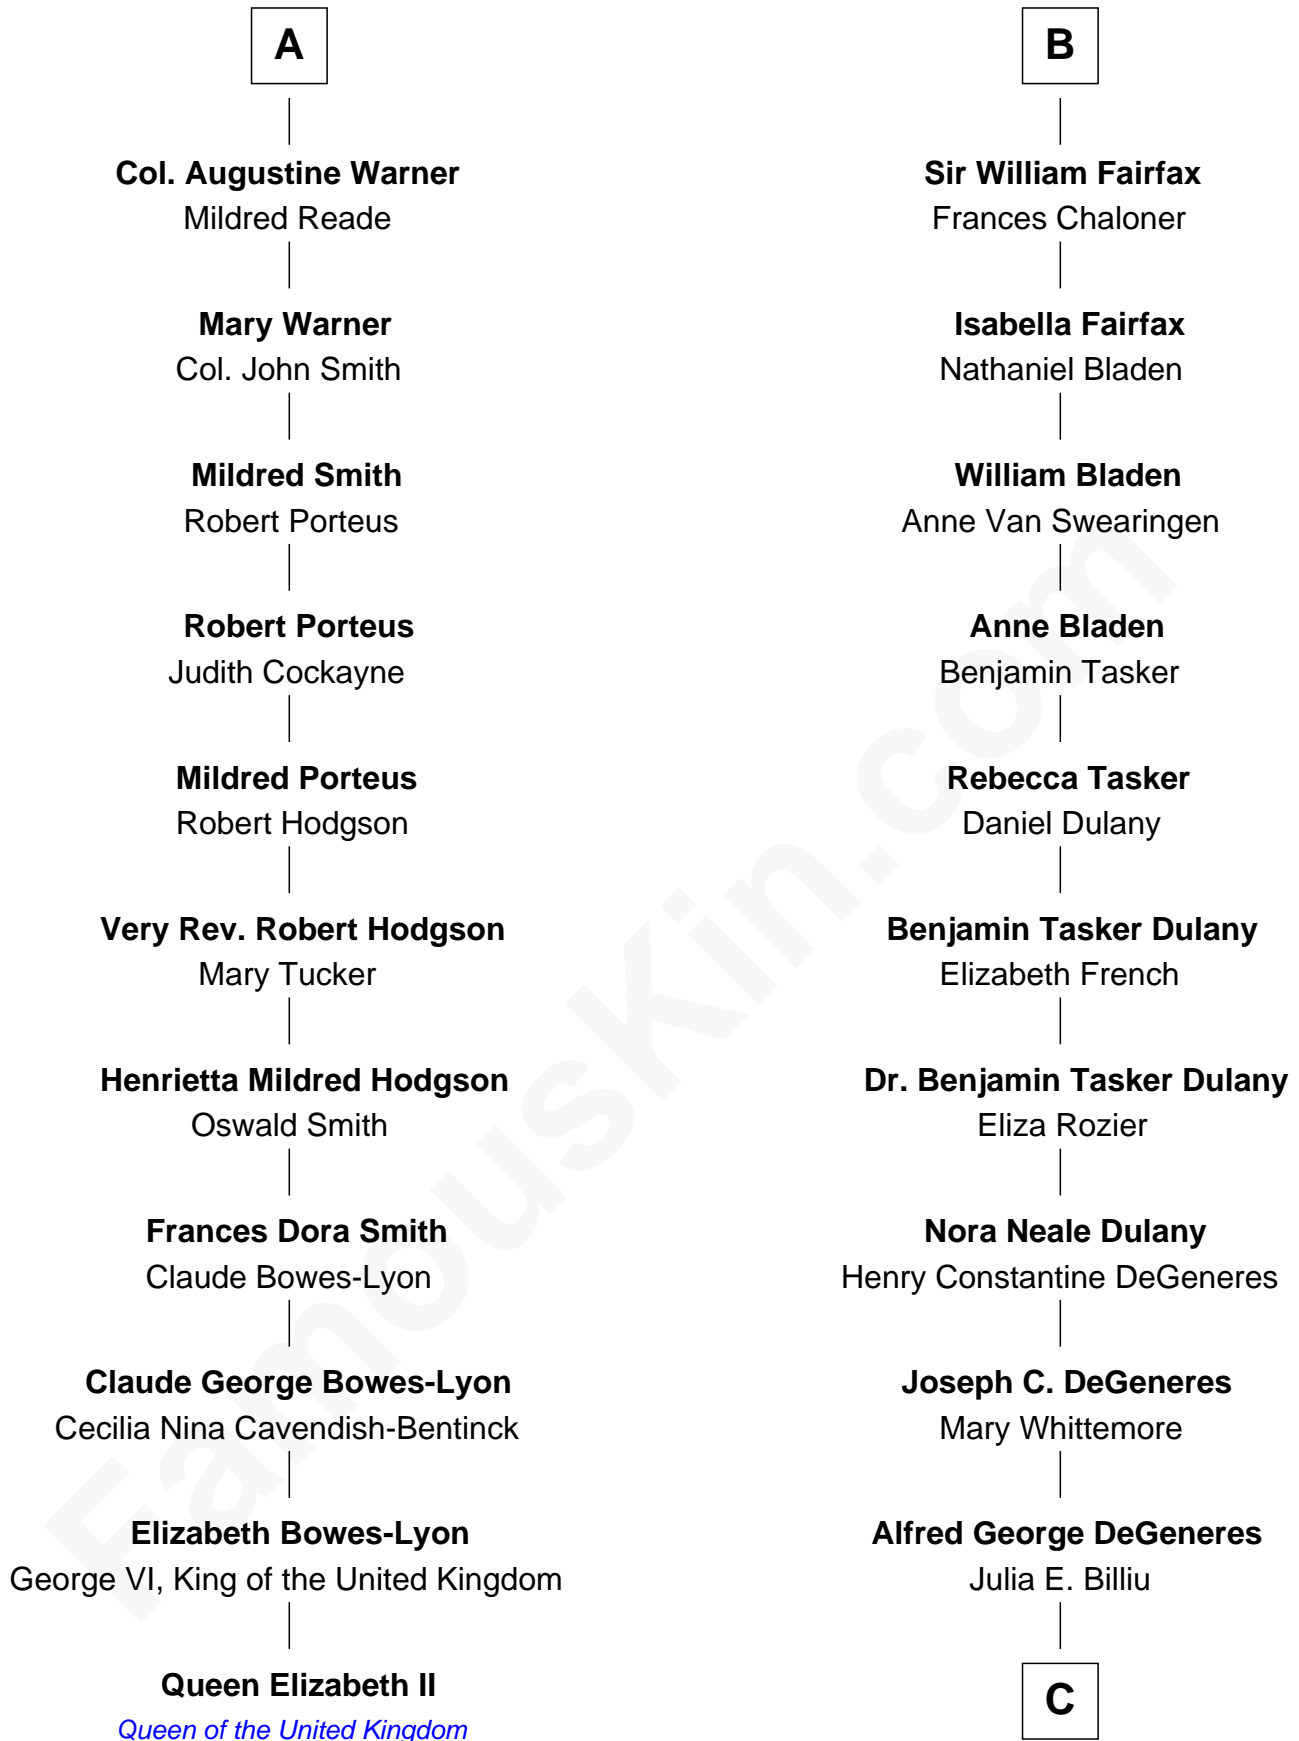 A
Col. Augustine Warner
Mildred Reade
Mary Warner
Col. John Smith
Mildred Smith
Robert Porteus
Robert Porteus
Judith Cockayne
Mildred Porteus
Robert Hodgson
Very Rev. Robert Hodgson
Mary Tucker
Henrietta Mildred Hodgson
Oswald Smith
Frances Dora Smith
Claude Bowes-Lyon
Claude George Bowes-Lyon
Cecilia Nina Cavendish-Bentinck
Elizabeth Bowes-Lyon
George VI, King of the United Kingdom
Queen Elizabeth II
Queen of the United Kingdom
B
Sir William Fairfax
Frances Chaloner
Isabella Fairfax
Nathaniel Bladen
William Bladen
Anne Van Swearingen
Anne Bladen
Benjamin Tasker
Rebecca Tasker
Daniel Dulany
Benjamin Tasker Dulany
Elizabeth French
Dr. Benjamin Tasker Dulany
Eliza Rozier
Nora Neale Dulany
Henry Constantine DeGeneres
Joseph C. DeGeneres
Mary Whittemore
Alfred George DeGeneres
Julia E. Billiu
C
FamousKin.com